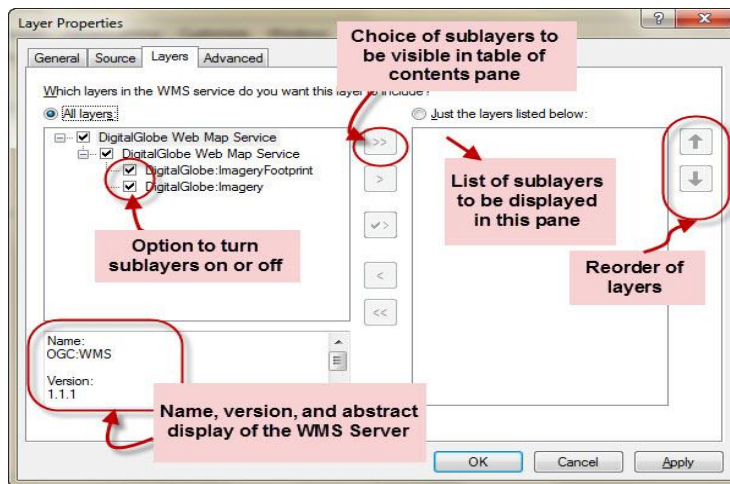 Layer Properties
General Source Layers Advanced
Choice of sublayers to
be visible in table of
contents pane
Which layers in the WMS service do you want this layer to include?
All layers:
Just the layers listed below:
DigitalGlobe Web Map Service
DigitalGlobe Web Map Service
DigitalGlobe:ImageryFootprint
DigitalGlobe:Imagery
>>
>
✔>
<
<<
List of sublayers
to be displayed
in this pane
Option to turn
sublayers on or off
Reorder of
layers
Name:
OGC:WMS
Version:
1.1.1
Name, version, and abstract
display of the WMS Server
OK Cancel Apply